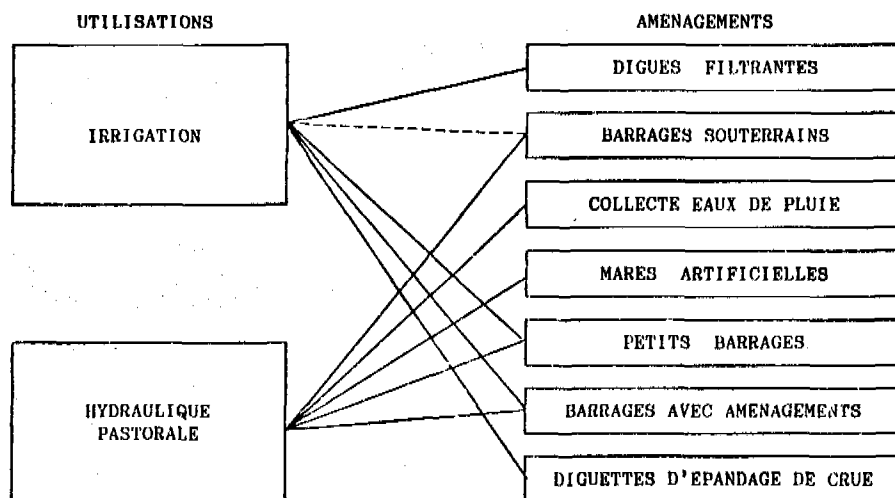 UTILISATIONS
IRRIGATION
HYDRAULIQUE
PASTORALE
AMENAGEMENTS
DIGUES FILTRANTES
BARRAGES SOUTERRAINS
COLLECTE EAUX DE PLUIE
MARES ARTIFICIELLES
PETITS BARRAGES
BARRAGES AVEC AMENAGEMENTS
DIGUETTES D'EPANDAGE DE CRUE